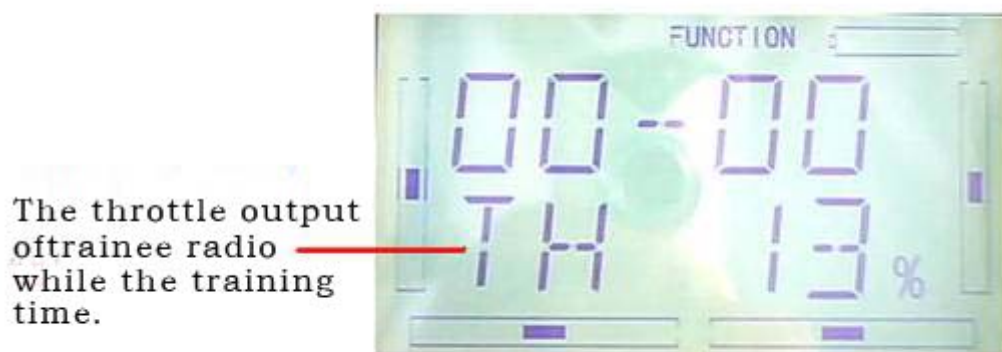 FUNCTION :
00-00
The throttle output
oftrainee radio
while the training
time.
TH 13 %